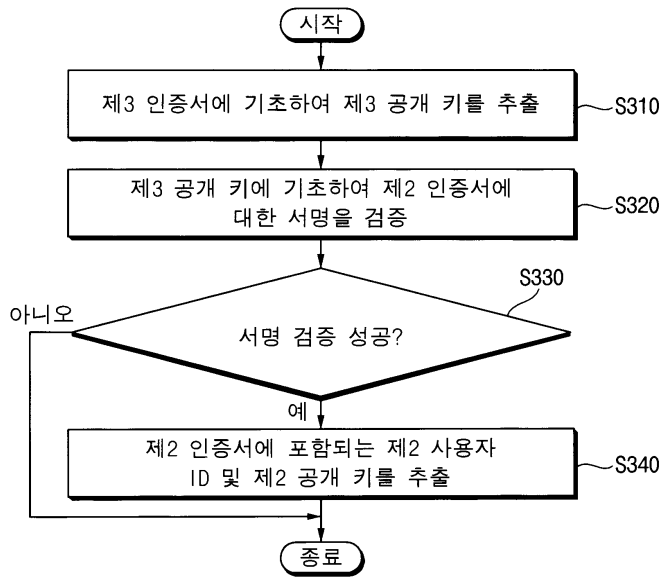 시작
제3 인증서에 기초하여 제3 공개 키를 추출
S310
제3 공개 키에 기초하여 제2 인증서에
대한 서명을 검증
S320
S330
아니오
서명 검증 성공?
예
제2 인증서에 포함되는 제2 사용자
ID 및 제2 공개 키를 추출
S340
종료